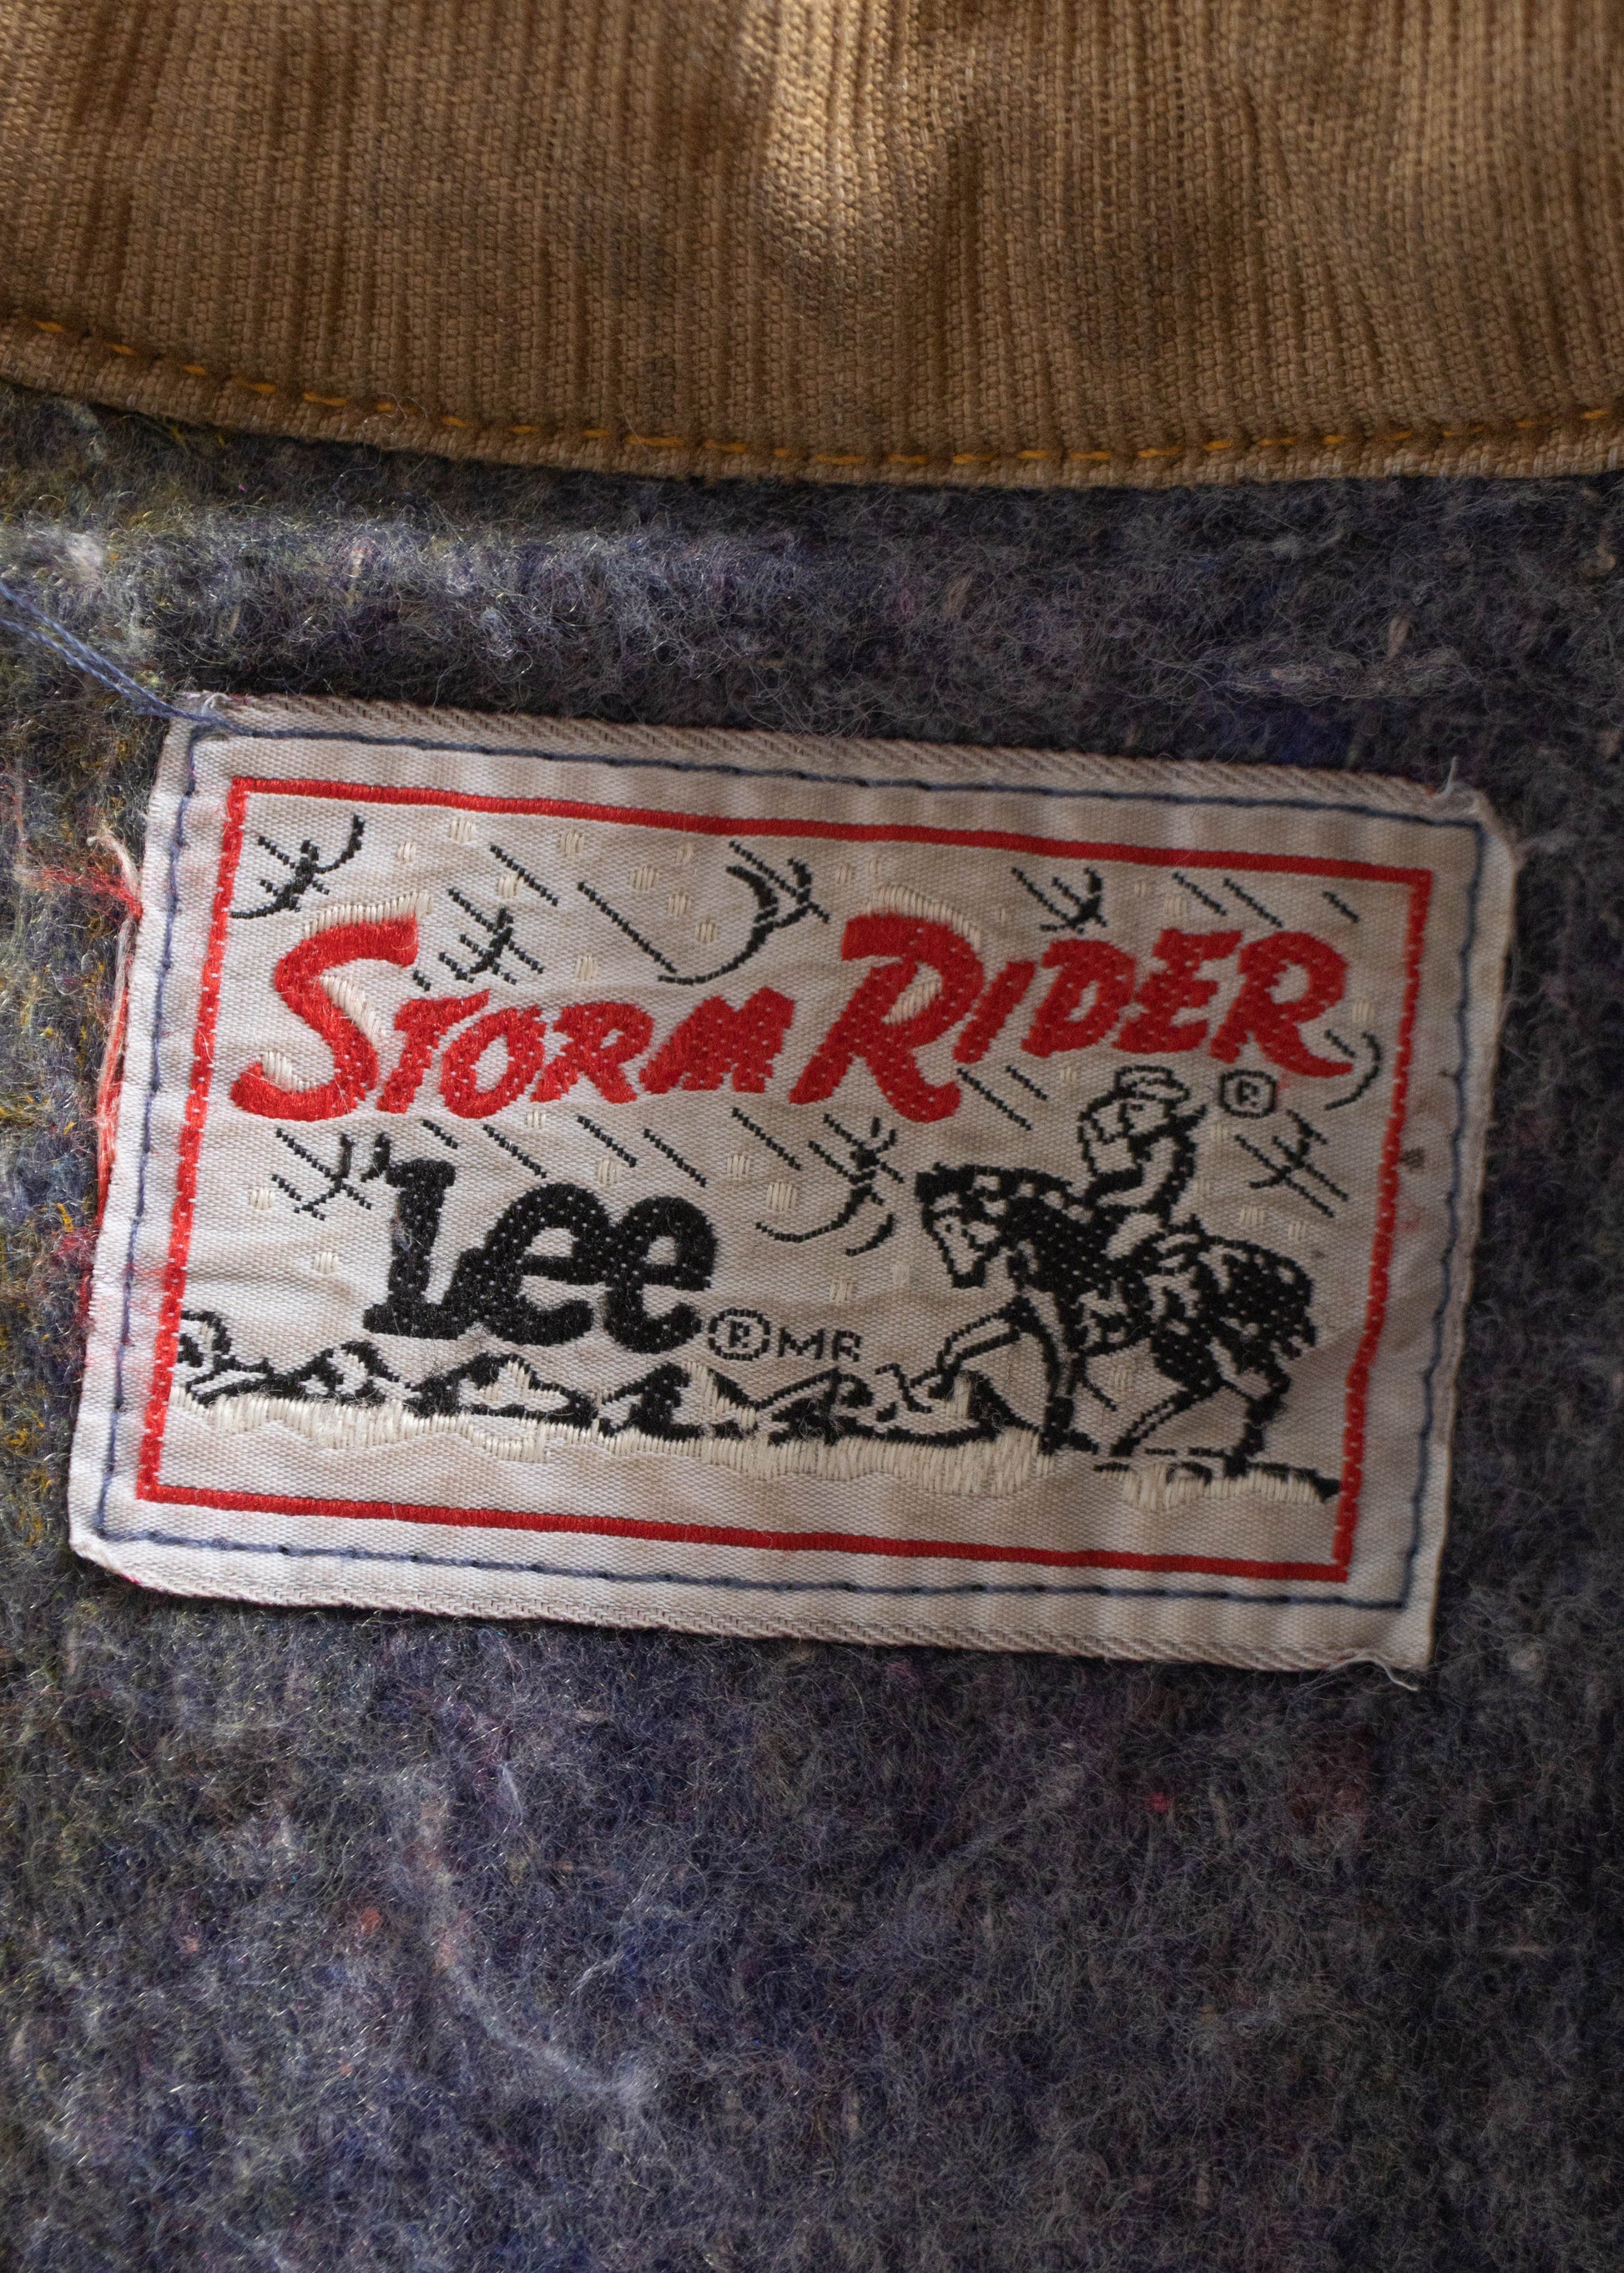 STORM RIDER ®
Lee ® MR